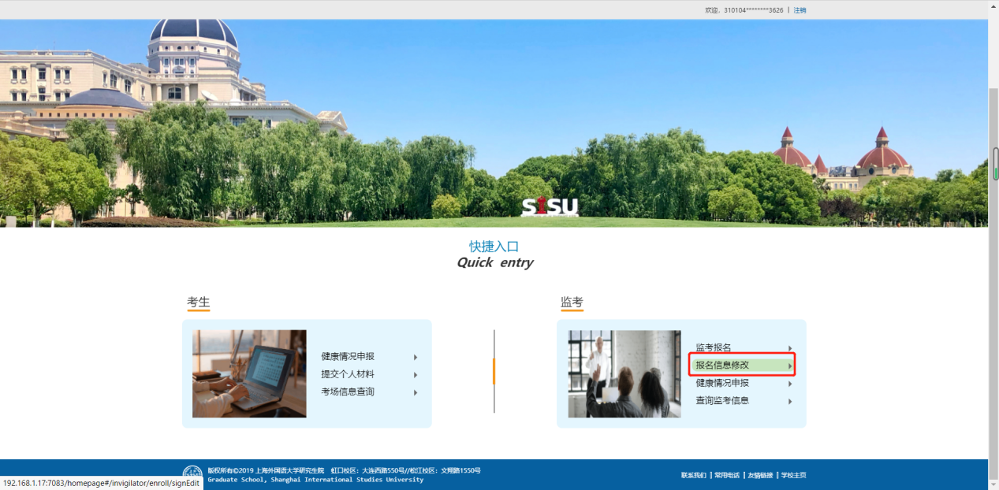 欢迎, 310104********3626 | 注销
SISU
快捷入口
Quick entry
考生
监考
健康情况申报
提交个人材料
考场信息查询
监考报名
报名信息修改
健康情况申报
查询监考信息
版权所有©2019 上海外国语大学研究生院 虹口校区：大连西路550号//松江校区：文翔路1550号
Graduate School, Shanghai International Studies University
联系我们 | 常用电话 | 友情链接 | 学校主页
192.168.1.17:7083/homepage#/invigilator/enroll/signEdit